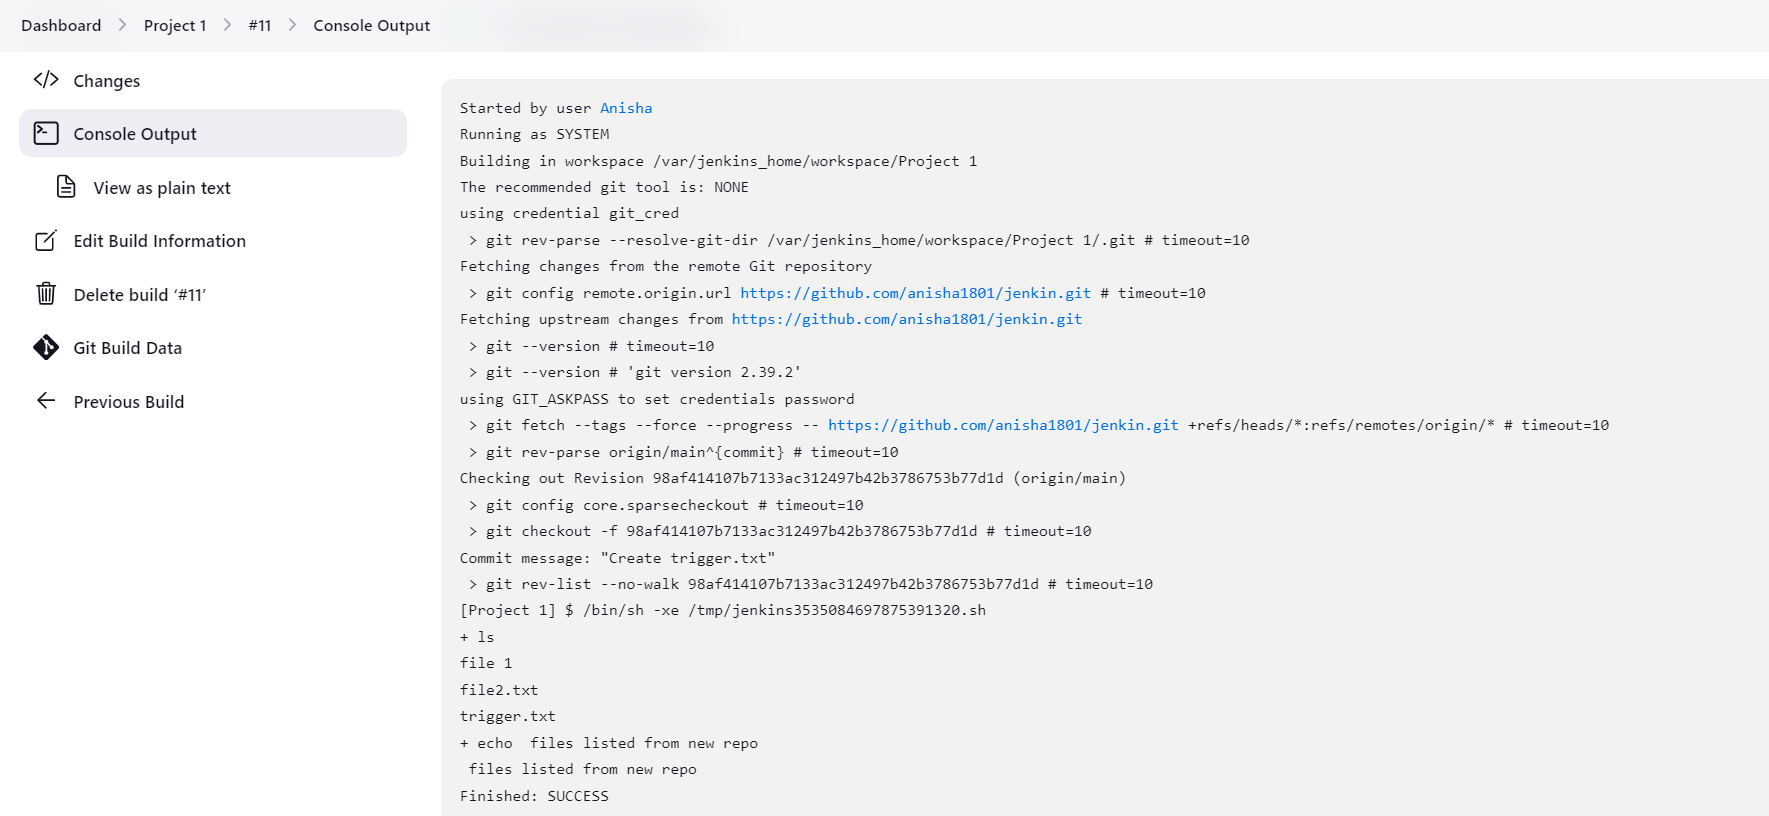 Dashboard > Project 1 > #11 > Console Output
Changes
Console Output
View as plain text
Edit Build Information
Delete build ‘#11’
Git Build Data
Previous Build
Started by user Anisha
Running as SYSTEM
Building in workspace /var/jenkins_home/workspace/Project 1
The recommended git tool is: NONE
using credential git_cred
 > git rev-parse --resolve-git-dir /var/jenkins_home/workspace/Project 1/.git # timeout=10
Fetching changes from the remote Git repository
 > git config remote.origin.url https://github.com/anisha1801/jenkin.git # timeout=10
Fetching upstream changes from https://github.com/anisha1801/jenkin.git
 > git --version # timeout=10
 > git --version # 'git version 2.39.2'
using GIT_ASKPASS to set credentials password
 > git fetch --tags --force --progress -- https://github.com/anisha1801/jenkin.git +refs/heads/*:refs/remotes/origin/* # timeout=10
 > git rev-parse origin/main^{commit} # timeout=10
Checking out Revision 98af414107b7133ac312497b42b3786753b77d1d (origin/main)
 > git config core.sparsecheckout # timeout=10
 > git checkout -f 98af414107b7133ac312497b42b3786753b77d1d # timeout=10
Commit message: "Create trigger.txt"
 > git rev-list --no-walk 98af414107b7133ac312497b42b3786753b77d1d # timeout=10
[Project 1] $ /bin/sh -xe /tmp/jenkins3535084697875391320.sh
+ ls
file 1
file2.txt
trigger.txt
+ echo  files listed from new repo
 files listed from new repo
Finished: SUCCESS